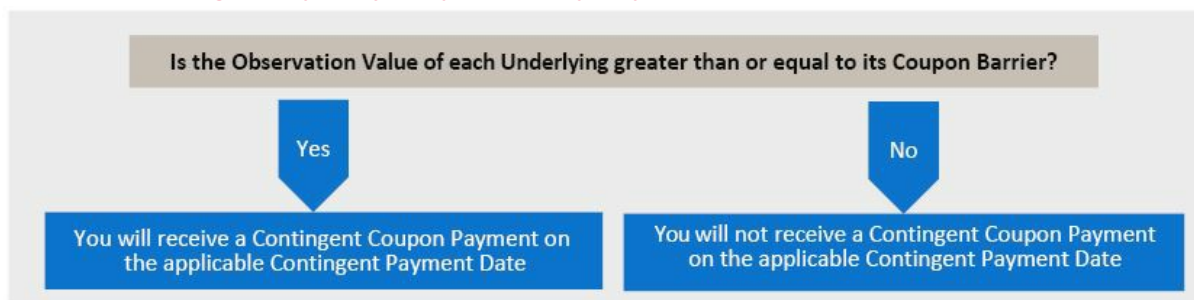 Is the Observation Value of each Underlying greater than or equal to its Coupon Barrier?
Yes
No
You will receive a Contingent Coupon Payment on
the applicable Contingent Payment Date
You will not receive a Contingent Coupon Payment
on the applicable Contingent Payment Date